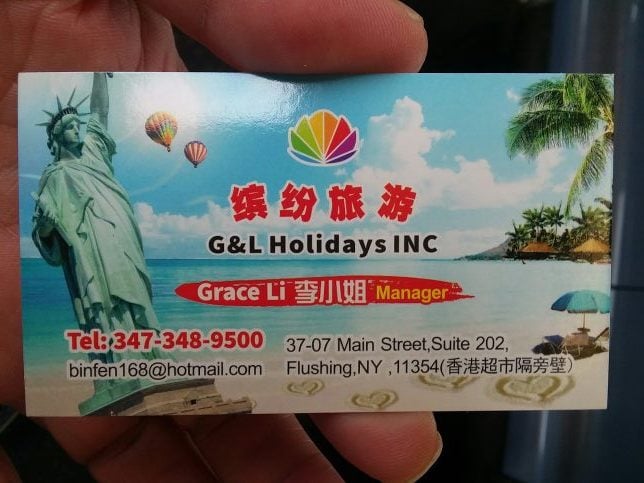 缤纷旅游
G&L Holidays INC
Grace Li 李小姐 Manager
Tel: 347-348-9500
binfen168@hotmail.com
37-07 Main Street,Suite 202,
Flushing,NY ,11354(香港超市隔旁壁)